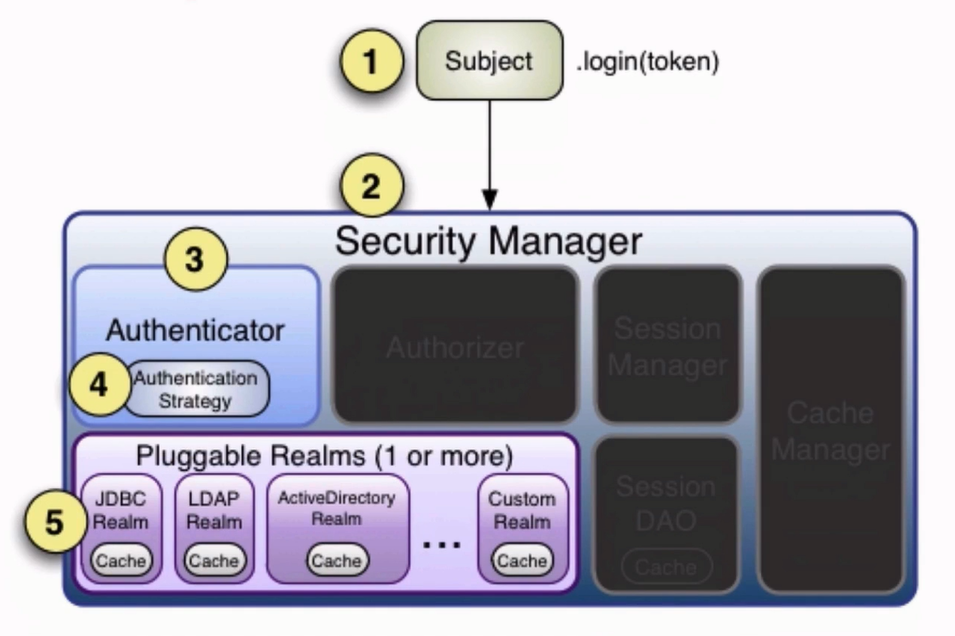 1
Subject
.login(token)
2
Security Manager
3
Authenticator
4
Authentication
Strategy
Authorizer
Session
Manager
Cache
Manager
Pluggable Realms (1 or more)
5
JDBC
Realm
Cache
LDAP
Realm
Cache
ActiveDirectory
Realm
Cache
...
Custom
Realm
Cache
Session
DAO
Cache